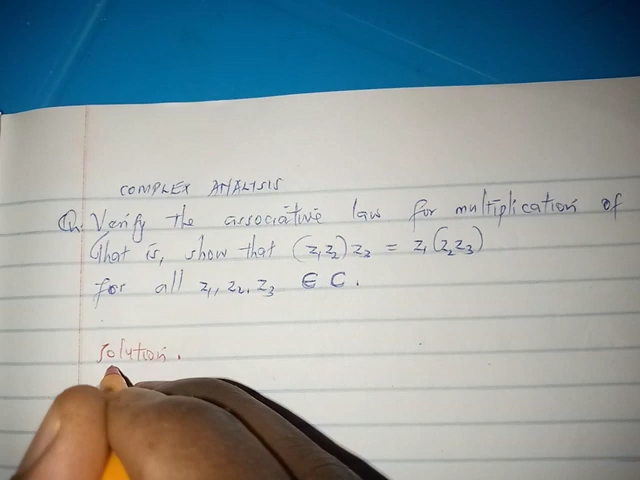 COMPLEX ANALYSIS
Qn. Verify the associative law for multiplication of
that is, show that (z₁z₂)z₃ = z₁(z₂z₃)
for all z₁, z₂, z₃ ∈ C.
Solution.